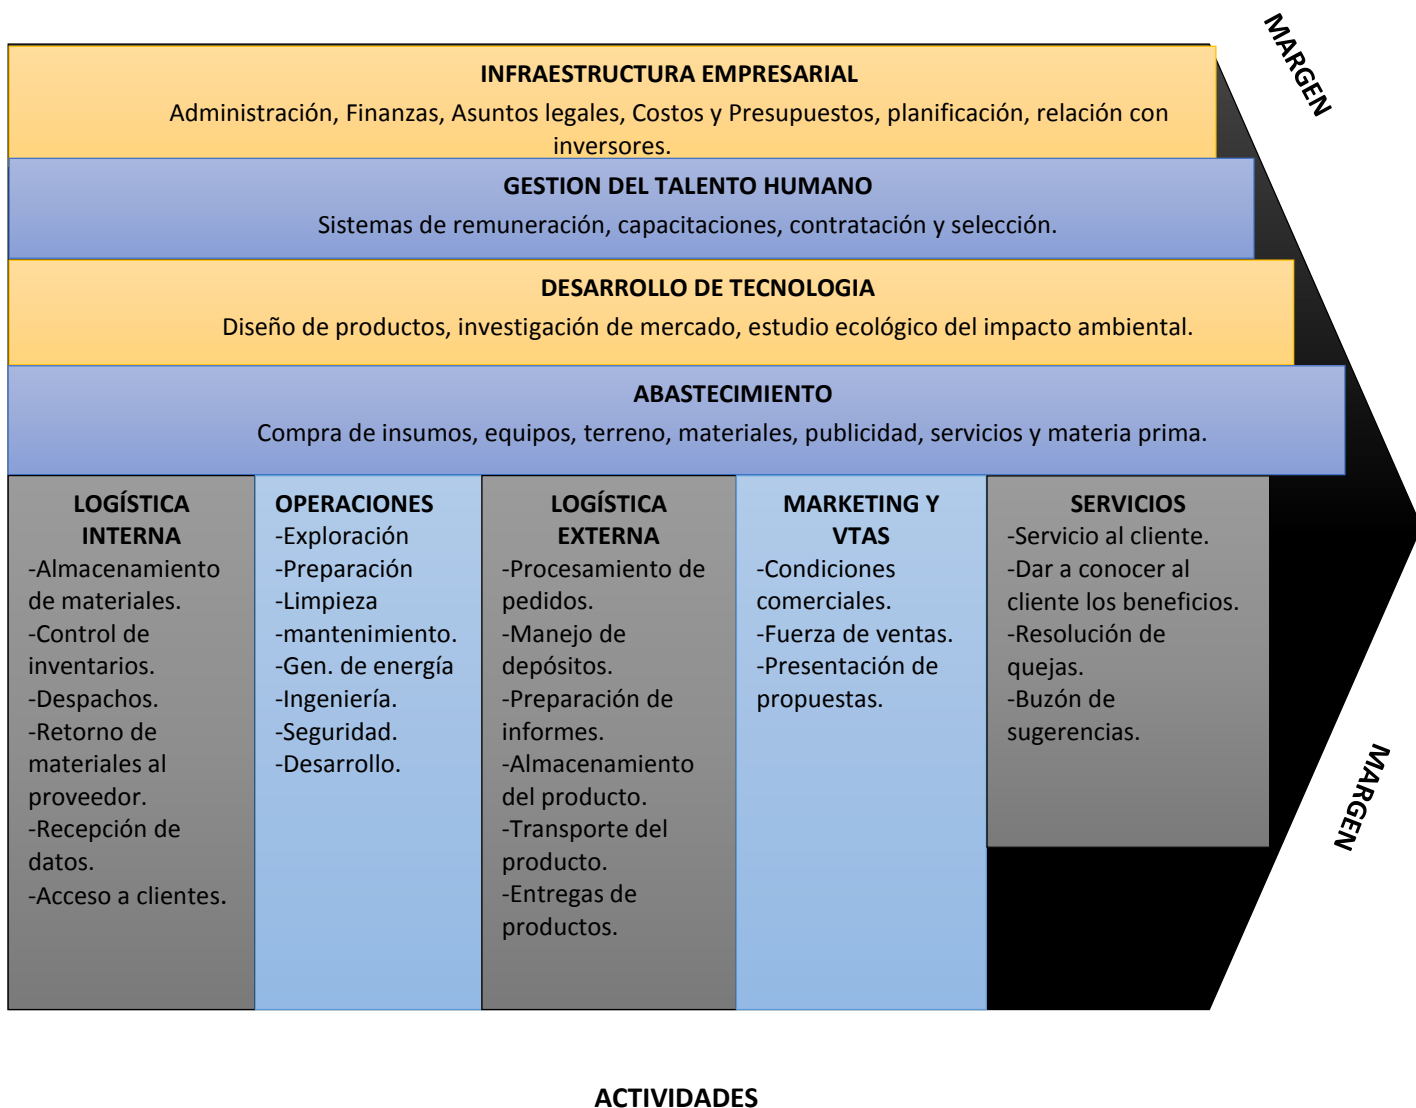 MARGEN
INFRAESTRUCTURA EMPRESARIAL
Administración, Finanzas, Asuntos legales, Costos y Presupuestos, planificación, relación con
inversores.
GESTION DEL TALENTO HUMANO
Sistemas de remuneración, capacitaciones, contratación y selección.
DESARROLLO DE TECNOLOGIA
Diseño de productos, investigación de mercado, estudio ecológico del impacto ambiental.
ABASTECIMIENTO
Compra de insumos, equipos, terreno, materiales, publicidad, servicios y materia prima.
LOGÍSTICA
INTERNA
-Almacenamiento
de materiales.
-Control de
inventarios.
-Despachos.
-Retorno de
materiales al
proveedor.
-Recepción de
datos.
-Acceso a clientes.
OPERACIONES
-Exploración
-Preparación
-Limpieza
-mantenimiento.
-Gen. de energía
-Ingeniería.
-Seguridad.
-Desarrollo.
LOGÍSTICA
EXTERNA
-Procesamiento de
pedidos.
-Manejo de
depósitos.
-Preparación de
informes.
-Almacenamiento
del producto.
-Transporte del
producto.
-Entregas de
productos.
MARKETING Y
VTAS
-Condiciones
comerciales.
-Fuerza de ventas.
-Presentación de
propuestas.
SERVICIOS
-Servicio al cliente.
-Dar a conocer al
cliente los beneficios.
-Resolución de
quejas.
-Buzón de
sugerencias.
MARGEN
ACTIVIDADES